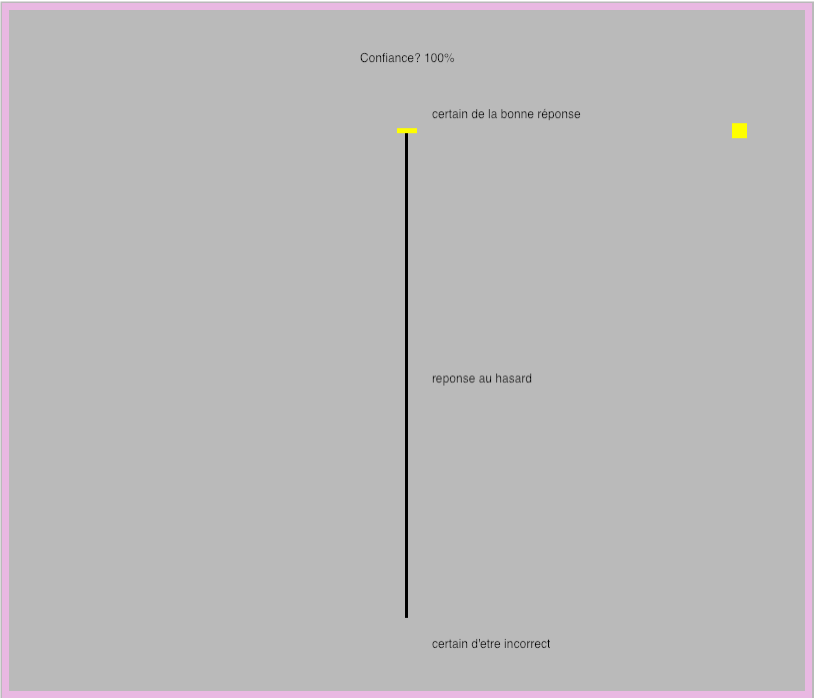 Confiance? 100%
certain de la bonne réponse
reponse au hasard
certain d'etre incorrect